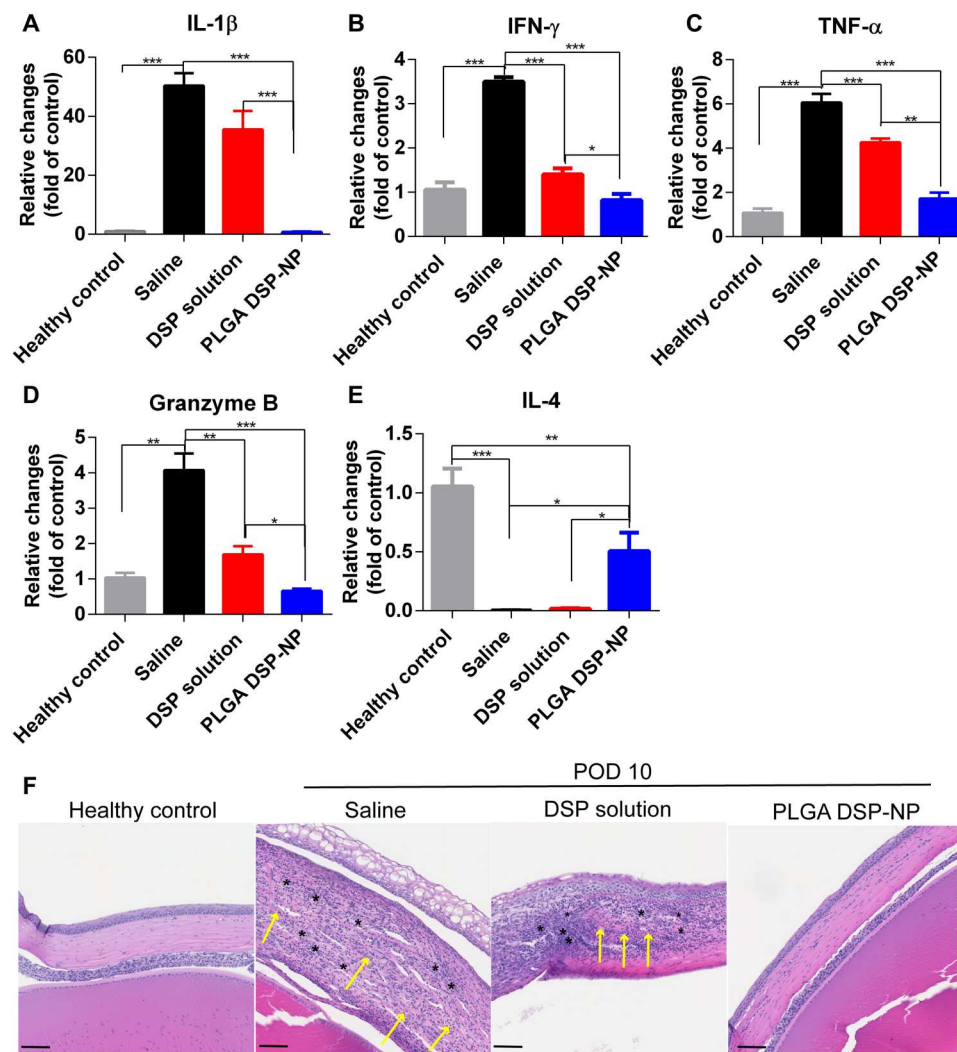 A
IL-1β
Relative changes
(fold of control)
60
40
20
0
***
***
***
Healthy control
Saline
DSP solution
PLGA DSP-NP
B
IFN-γ
Relative changes
(fold of control)
4
3
2
1
0
***
***
***
*
Healthy control
Saline
DSP solution
PLGA DSP-NP
C
TNF-α
Relative changes
(fold of control)
8
6
4
2
0
***
***
***
**
Healthy control
Saline
DSP solution
PLGA DSP-NP
D
Granzyme B
Relative changes
(fold of control)
5
4
3
2
1
0
**
***
**
*
Healthy control
Saline
DSP solution
PLGA DSP-NP
E
IL-4
Relative changes
(fold of control)
1.5
1.0
0.5
0.0
**
***
*
*
Healthy control
Saline
DSP solution
PLGA DSP-NP
F
POD 10
Healthy control
Saline
DSP solution
PLGA DSP-NP